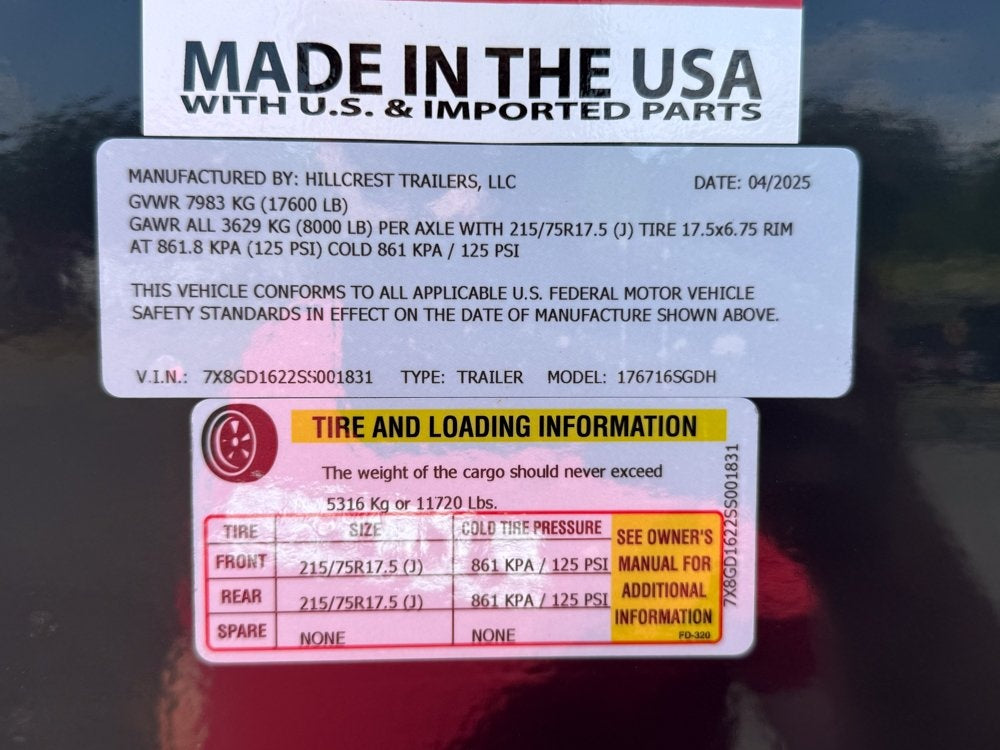 MADE IN THE USA
WITH U.S. & IMPORTED PARTS
MANUFACTURED BY: HILLCREST TRAILERS, LLC DATE: 04/2025
GVWR 7983 KG (17600 LB)
GAWR ALL 3629 KG (8000 LB) PER AXLE WITH 215/75R17.5 (J) TIRE 17.5x6.75 RIM
AT 861.8 KPA (125 PSI) COLD 861 KPA / 125 PSI
THIS VEHICLE CONFORMS TO ALL APPLICABLE U.S. FEDERAL MOTOR VEHICLE
SAFETY STANDARDS IN EFFECT ON THE DATE OF MANUFACTURE SHOWN ABOVE.
V.I.N.: 7X8GD1622SS001831 TYPE: TRAILER MODEL: 176716SGDH
TIRE AND LOADING INFORMATION
The weight of the cargo should never exceed
5316 Kg or 11720 Lbs.
TIRE SIZE COLD TIRE PRESSURE
FRONT 215/75R17.5 (J) 861 KPA / 125 PSI
REAR 215/75R17.5 (J) 861 KPA / 125 PSI
SPARE NONE NONE
SEE OWNER'S
MANUAL FOR
ADDITIONAL
INFORMATION
FD-320
7X8GD1622SS001831